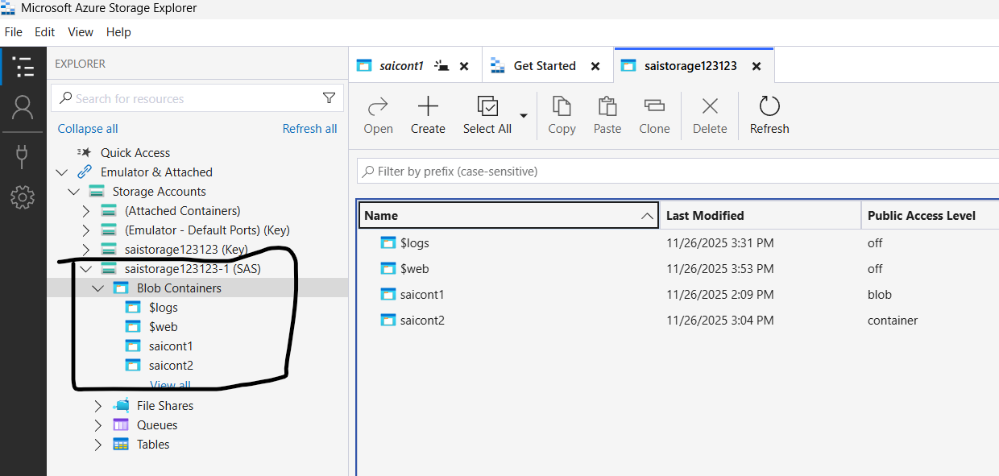 Microsoft Azure Storage Explorer
File Edit View Help
EXPLORER
Search for resources
Collapse all Refresh all
Quick Access
Emulator & Attached
Storage Accounts
(Attached Containers)
(Emulator - Default Ports) (Key)
saistorage123123 (Key)
saistorage123123-1 (SAS)
Blob Containers
$logs
$web
saicont1
saicont2
View all
File Shares
Queues
Tables
saicont1 Get Started saistorage123123
Open Create Select All Copy Paste Clone Delete Refresh
Filter by prefix (case-sensitive)
Name Last Modified Public Access Level
$logs 11/26/2025 3:31 PM off
$web 11/26/2025 3:53 PM off
saicont1 11/26/2025 2:09 PM blob
saicont2 11/26/2025 3:04 PM container